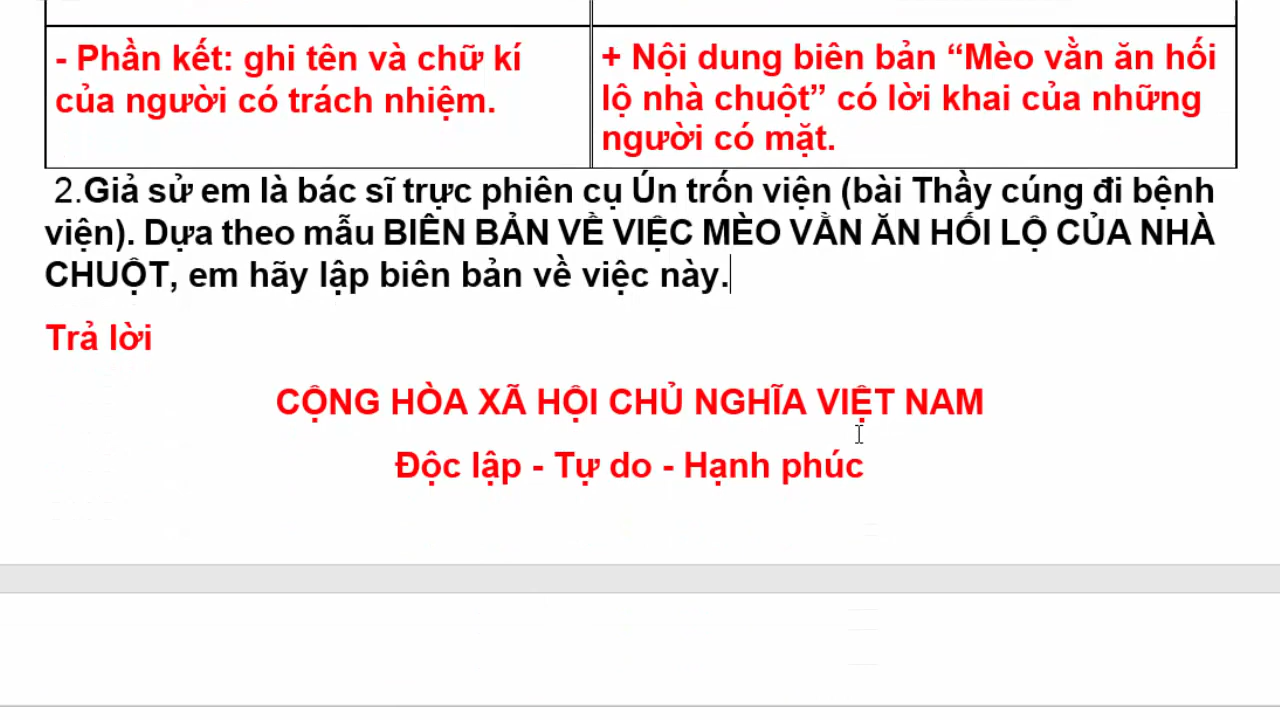 - Phần kết: ghi tên và chữ kí
của người có trách nhiệm.
+ Nội dung biên bản “Mèo vằn ăn hối
lộ nhà chuột” có lời khai của những
người có mặt.
2.Giả sử em là bác sĩ trực phiên cụ Ún trốn viện (bài Thầy cúng đi bệnh
viện). Dựa theo mẫu BIÊN BẢN VỀ VIỆC MÈO VẰN ĂN HỐI LỘ CỦA NHÀ
CHUỘT, em hãy lập biên bản về việc này.
Trả lời
CỘNG HÒA XÃ HỘI CHỦ NGHĨA VIỆT NAM
Độc lập - Tự do - Hạnh phúc